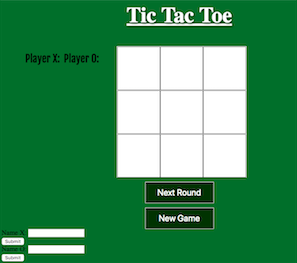 Tic Tac Toe
Player X: Player O:
Next Round
New Game
Name X
Submit
Name O
Submit